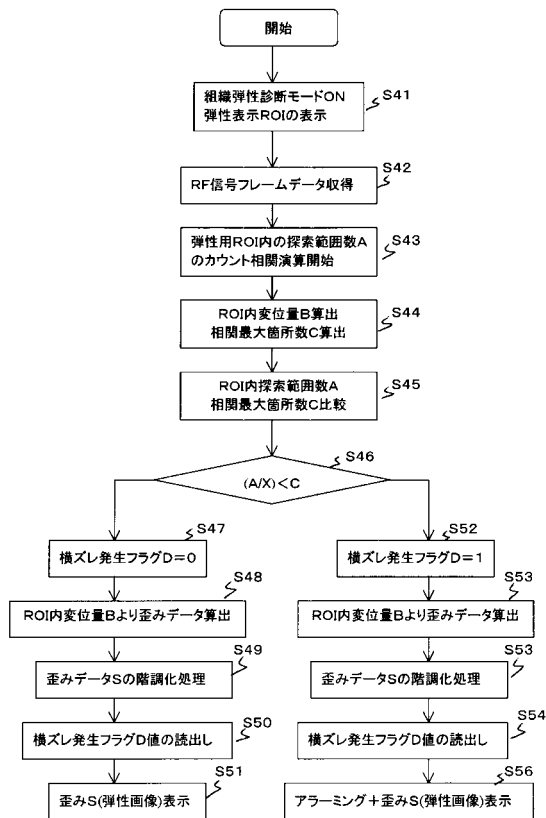 開始
組織弾性診断モードON
弾性表示ROIの表示
S41
RF信号フレームデータ取得
S42
弾性用ROI内の探索範囲数A
のカウント相関演算開始
S43
ROI内変位量B算出
相関最大箇所数C算出
S44
ROI内探索範囲数A
相関最大箇所数C比較
S45
(A/X)<C
S46
S47
横ズレ発生フラグD=0
S48
ROI内変位量Bより歪みデータ算出
S49
歪みデータSの階調化処理
S50
横ズレ発生フラグD値の読出し
S51
歪みS(弾性画像)表示
S52
横ズレ発生フラグD=1
S53
ROI内変位量Bより歪みデータ算出
S53
歪みデータSの階調化処理
S54
横ズレ発生フラグD値の読出し
S56
アラーミング+歪みS(弾性画像)表示